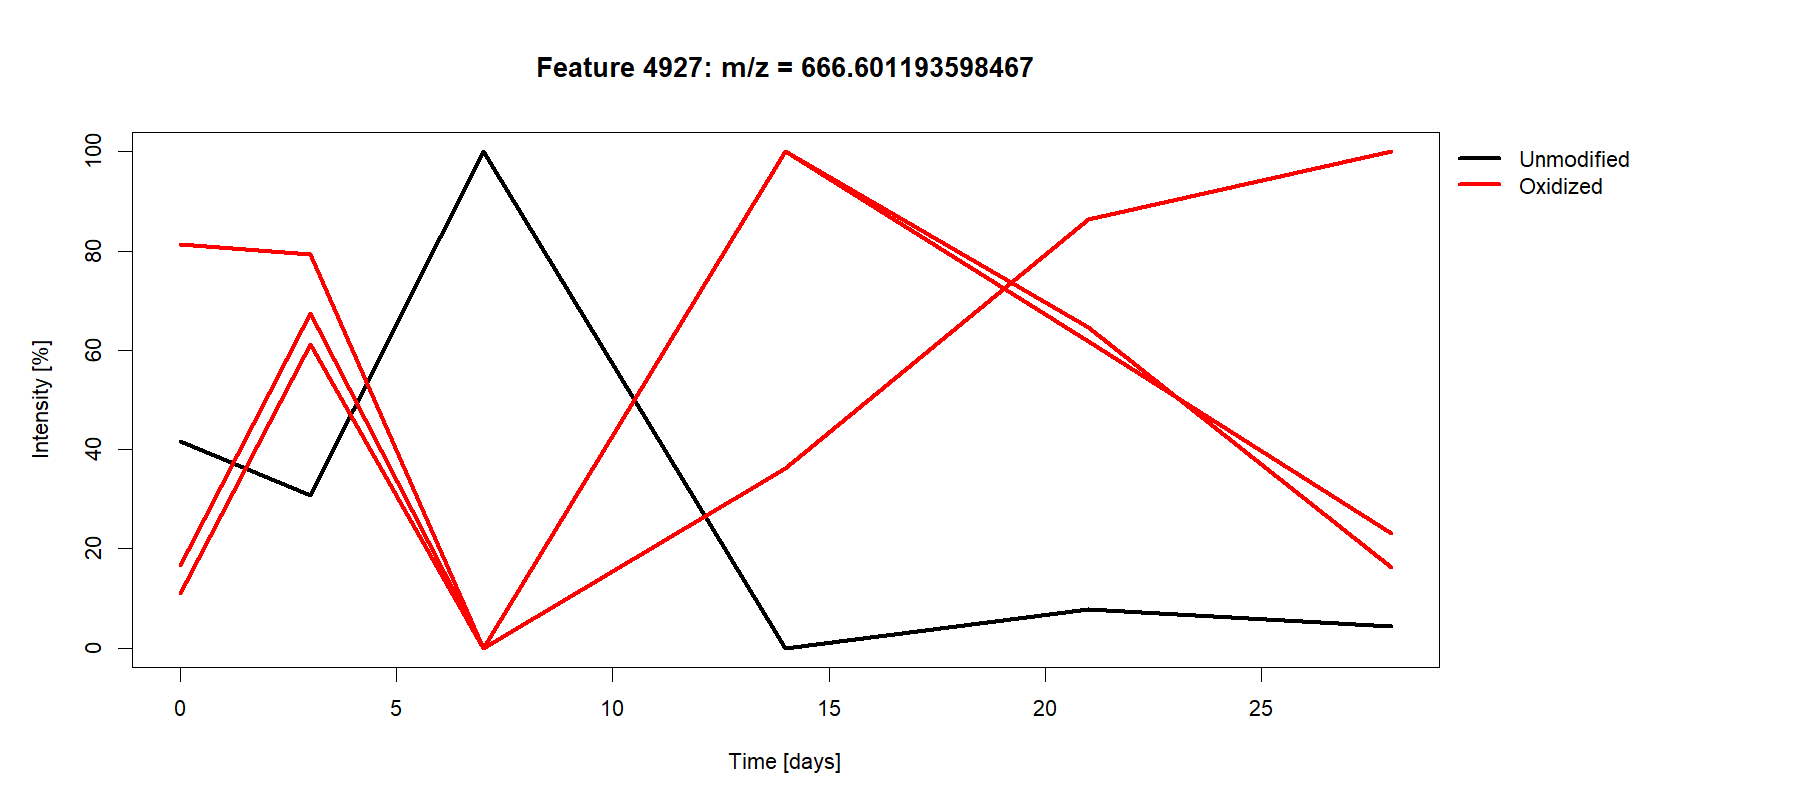 Feature 4927: m/z = 666.601193598467
Unmodified
Oxidized
Intensity [%]
100
80
60
40
20
0
0 5 10 15 20 25
Time [days]